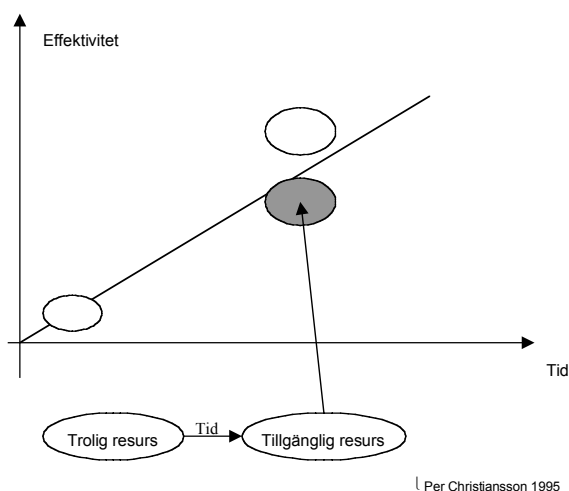 Effektivitet
Tid
Trolig resurs
Tid
Tillgänglig resurs
Per Christiansson 1995